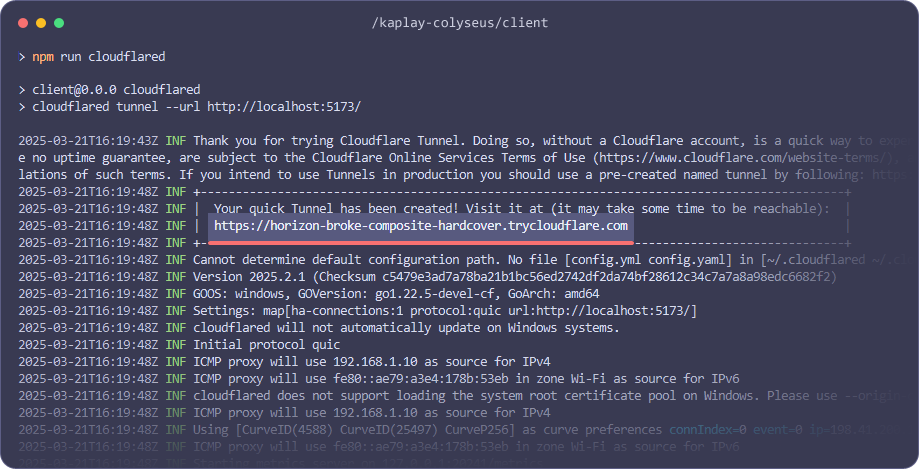 /kaplay-colyseus/client
> npm run cloudflared
> client@0.0.0 cloudflared
> cloudflared tunnel --url http://localhost:5173/
2025-03-21T16:19:43Z INF Thank you for trying Cloudflare Tunnel. Doing so, without a Cloudflare account, is a quick way to
e no uptime guarantee, are subject to the Cloudflare Online Services Terms of Use (https://www.cloudflare.com/website-terms/),
lations of such terms. If you intend to use Tunnels in production you should use a pre-created named tunnel by following:
2025-03-21T16:19:48Z INF +--------------------------------------------------------------------------------------------+
2025-03-21T16:19:48Z INF | Your quick Tunnel has been created! Visit it at (it may take some time to be reachable): |
2025-03-21T16:19:48Z INF | https://horizon-broke-composite-hardcover.trycloudflare.com |
2025-03-21T16:19:48Z INF +--------------------------------------------------------------------------------------------+
2025-03-21T16:19:48Z INF Cannot determine default configuration path. No file [config.yml config.yaml] in [~/.cloudflared
2025-03-21T16:19:48Z INF Version 2025.2.1 (Checksum c5479e3ad7a78ba21b1bc56ed2742df2da74bf28612c34c7a7a8a98edc6682f2)
2025-03-21T16:19:48Z INF GOOS: windows, GOVersion: go1.22.5-devel-cf, GoArch: amd64
2025-03-21T16:19:48Z INF Settings: map[ha-connections:1 protocol:quic url:http://localhost:5173/]
2025-03-21T16:19:48Z INF cloudflared will not automatically update on Windows systems.
2025-03-21T16:19:48Z INF Initial protocol quic
2025-03-21T16:19:48Z INF ICMP proxy will use 192.168.1.10 as source for IPv4
2025-03-21T16:19:48Z INF ICMP proxy will use fe80::ae79:a3e4:178b:53eb in zone Wi-Fi as source for IPv6
2025-03-21T16:19:48Z INF cloudflared does not support loading the system root certificate pool on Windows. Please use
2025-03-21T16:19:48Z INF ICMP proxy will use 192.168.1.10 as source for IPv4
2025-03-21T16:19:48Z INF Using [CurveID(4588) CurveID(25497) CurveP256] as curve preferences connIndex=0 event=0
2025-03-21T16:19:48Z INF ICMP proxy will use fe80::ae79:a3e4:178b:53eb in zone Wi-Fi as source for IPv6